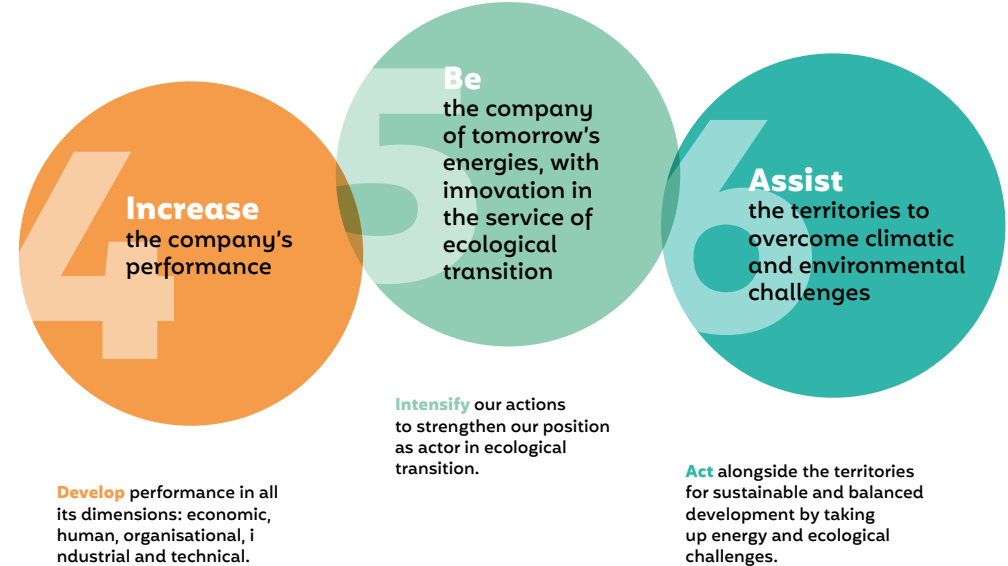 4
Increase
the company's
performance
Develop performance in all
its dimensions: economic,
human, organisational, i
ndustrial and technical.
5
Be
the company
of tomorrow's
energies, with
innovation in
the service of
ecological
transition
Intensify our actions
to strengthen our position
as actor in ecological
transition.
6
Assist
the territories to
overcome climatic
and environmental
challenges
Act alongside the territories
for sustainable and balanced
development by taking
up energy and ecological
challenges.